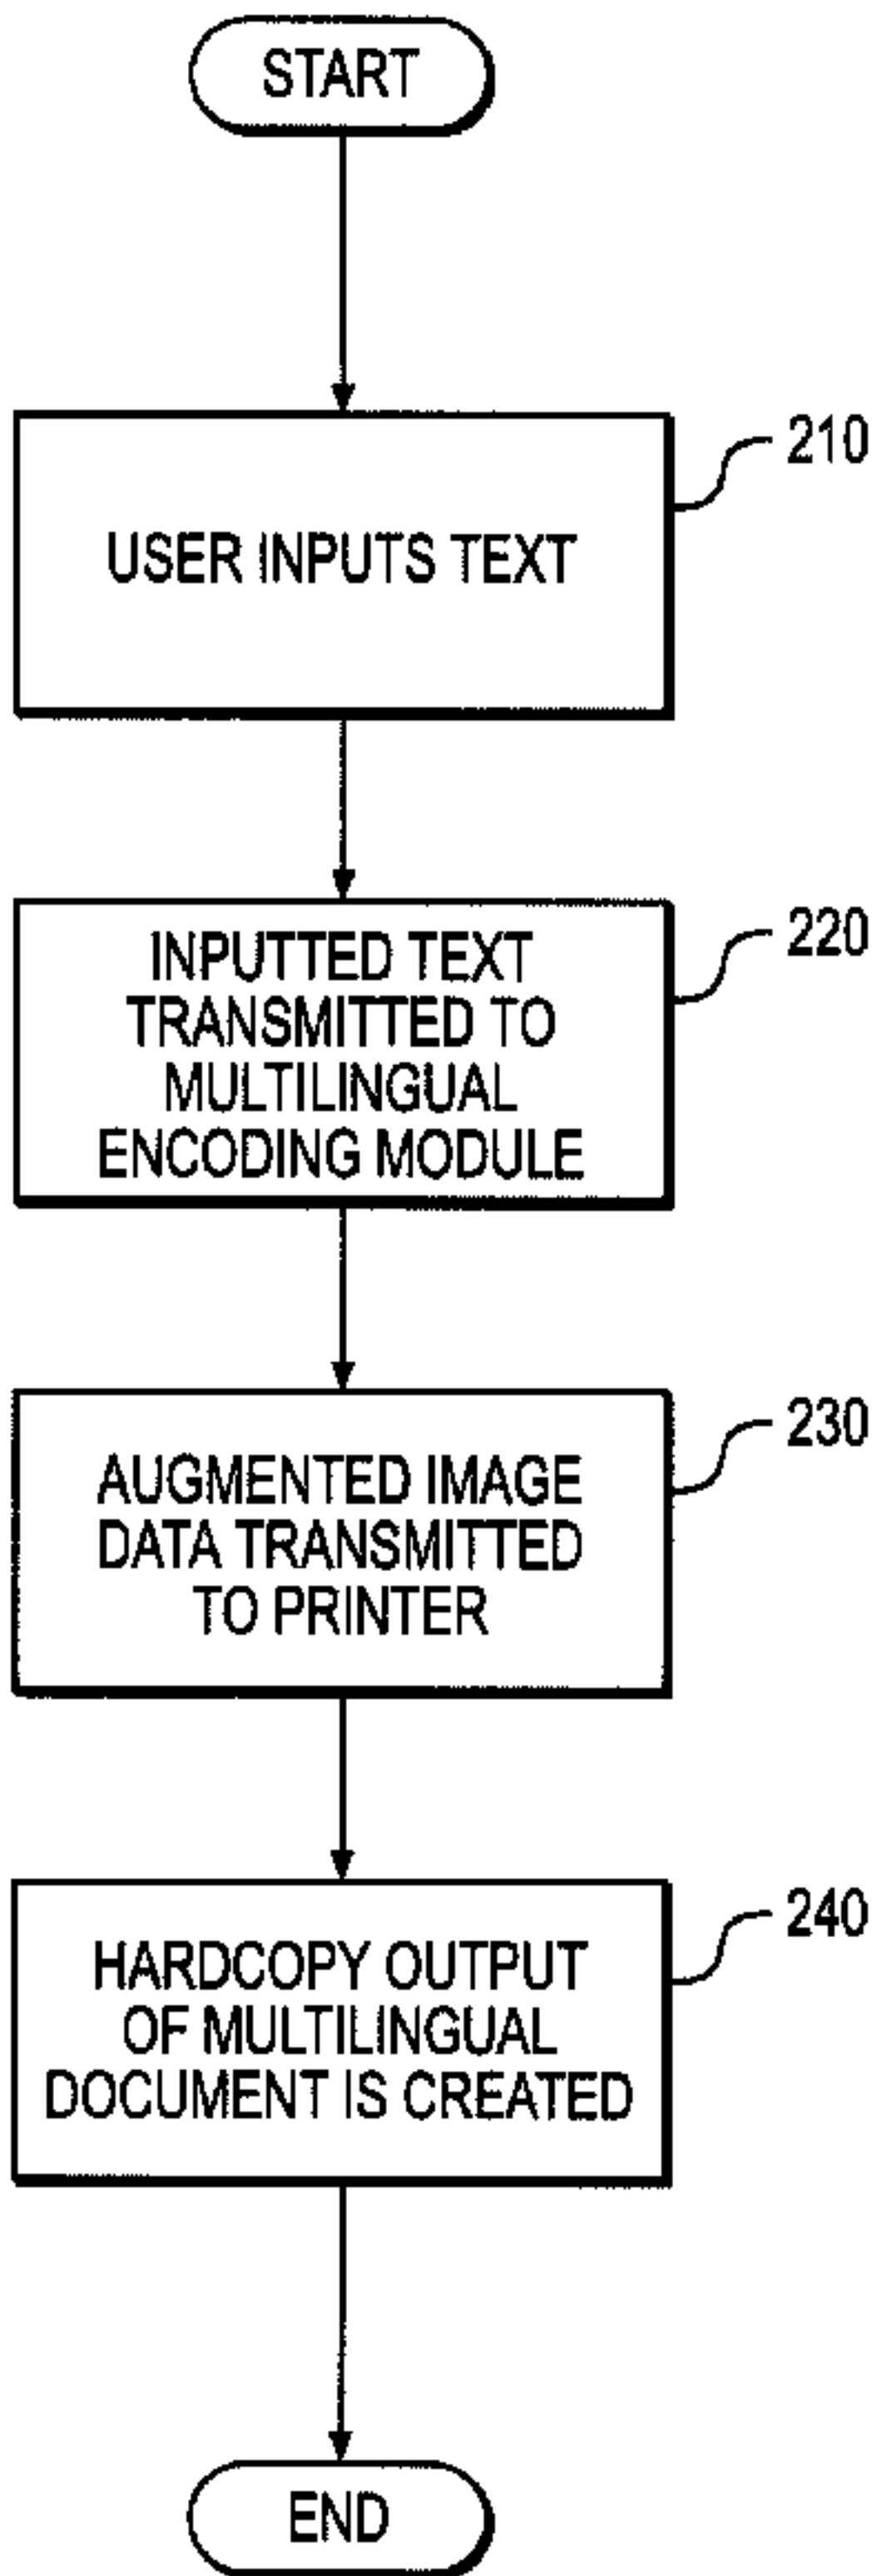 START
210
USER INPUTS TEXT
220
INPUTTED TEXT
TRANSMITTED TO
MULTILINGUAL
ENCODING MODULE
230
AUGMENTED IMAGE
DATA TRANSMITTED
TO PRINTER
240
HARDCOPY OUTPUT
OF MULTILINGUAL
DOCUMENT IS CREATED
END